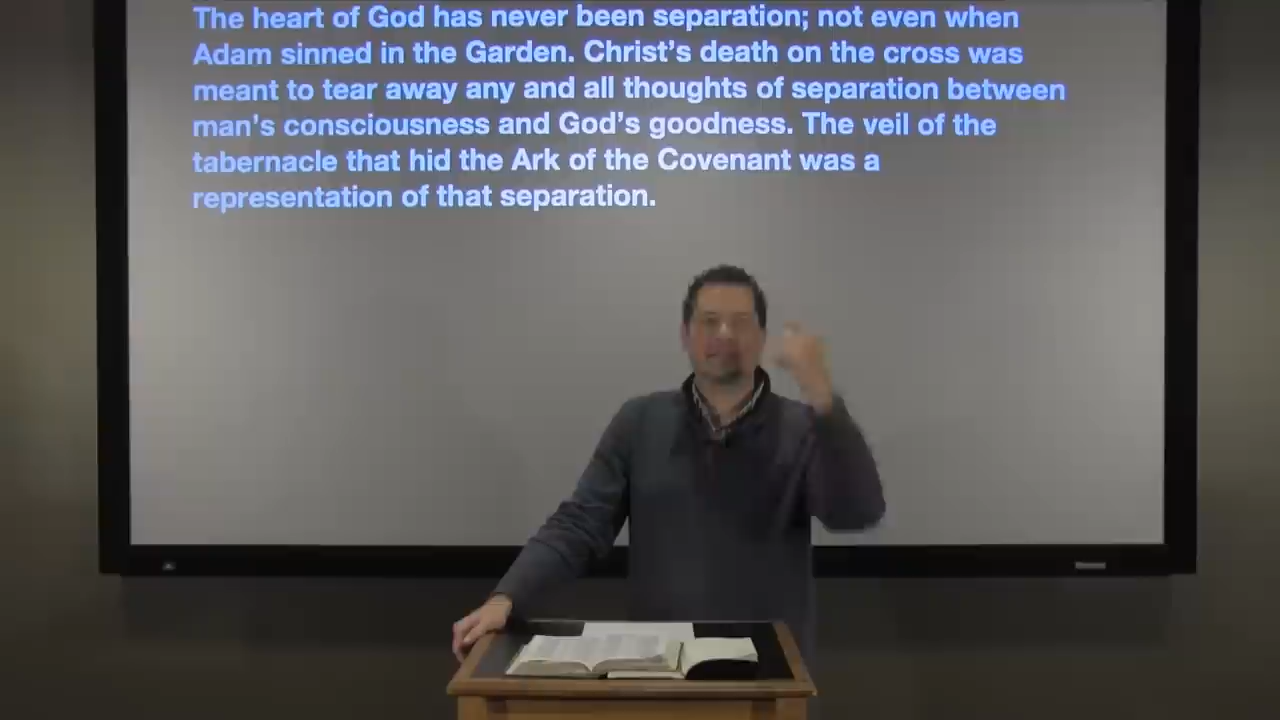 The heart of God has never been separation; not even when
Adam sinned in the Garden. Christ's death on the cross was
meant to tear away any and all thoughts of separation between
man's consciousness and God's goodness. The veil of the
tabernacle that hid the Ark of the Covenant was a
representation of that separation.